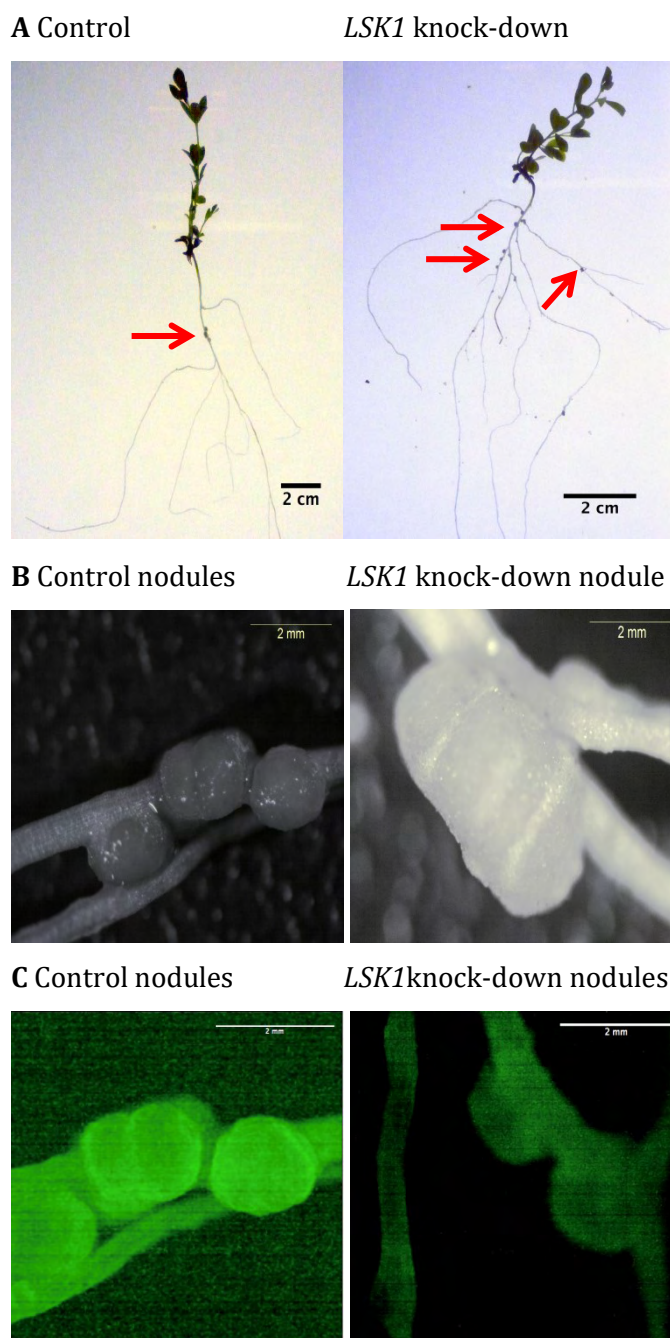 A Control LSK1 knock-down
2 cm
2 cm
B Control nodules LSK1 knock-down nodule
2 mm
2 mm
C Control nodules LSK1knock-down nodules
2 mm
2 mm